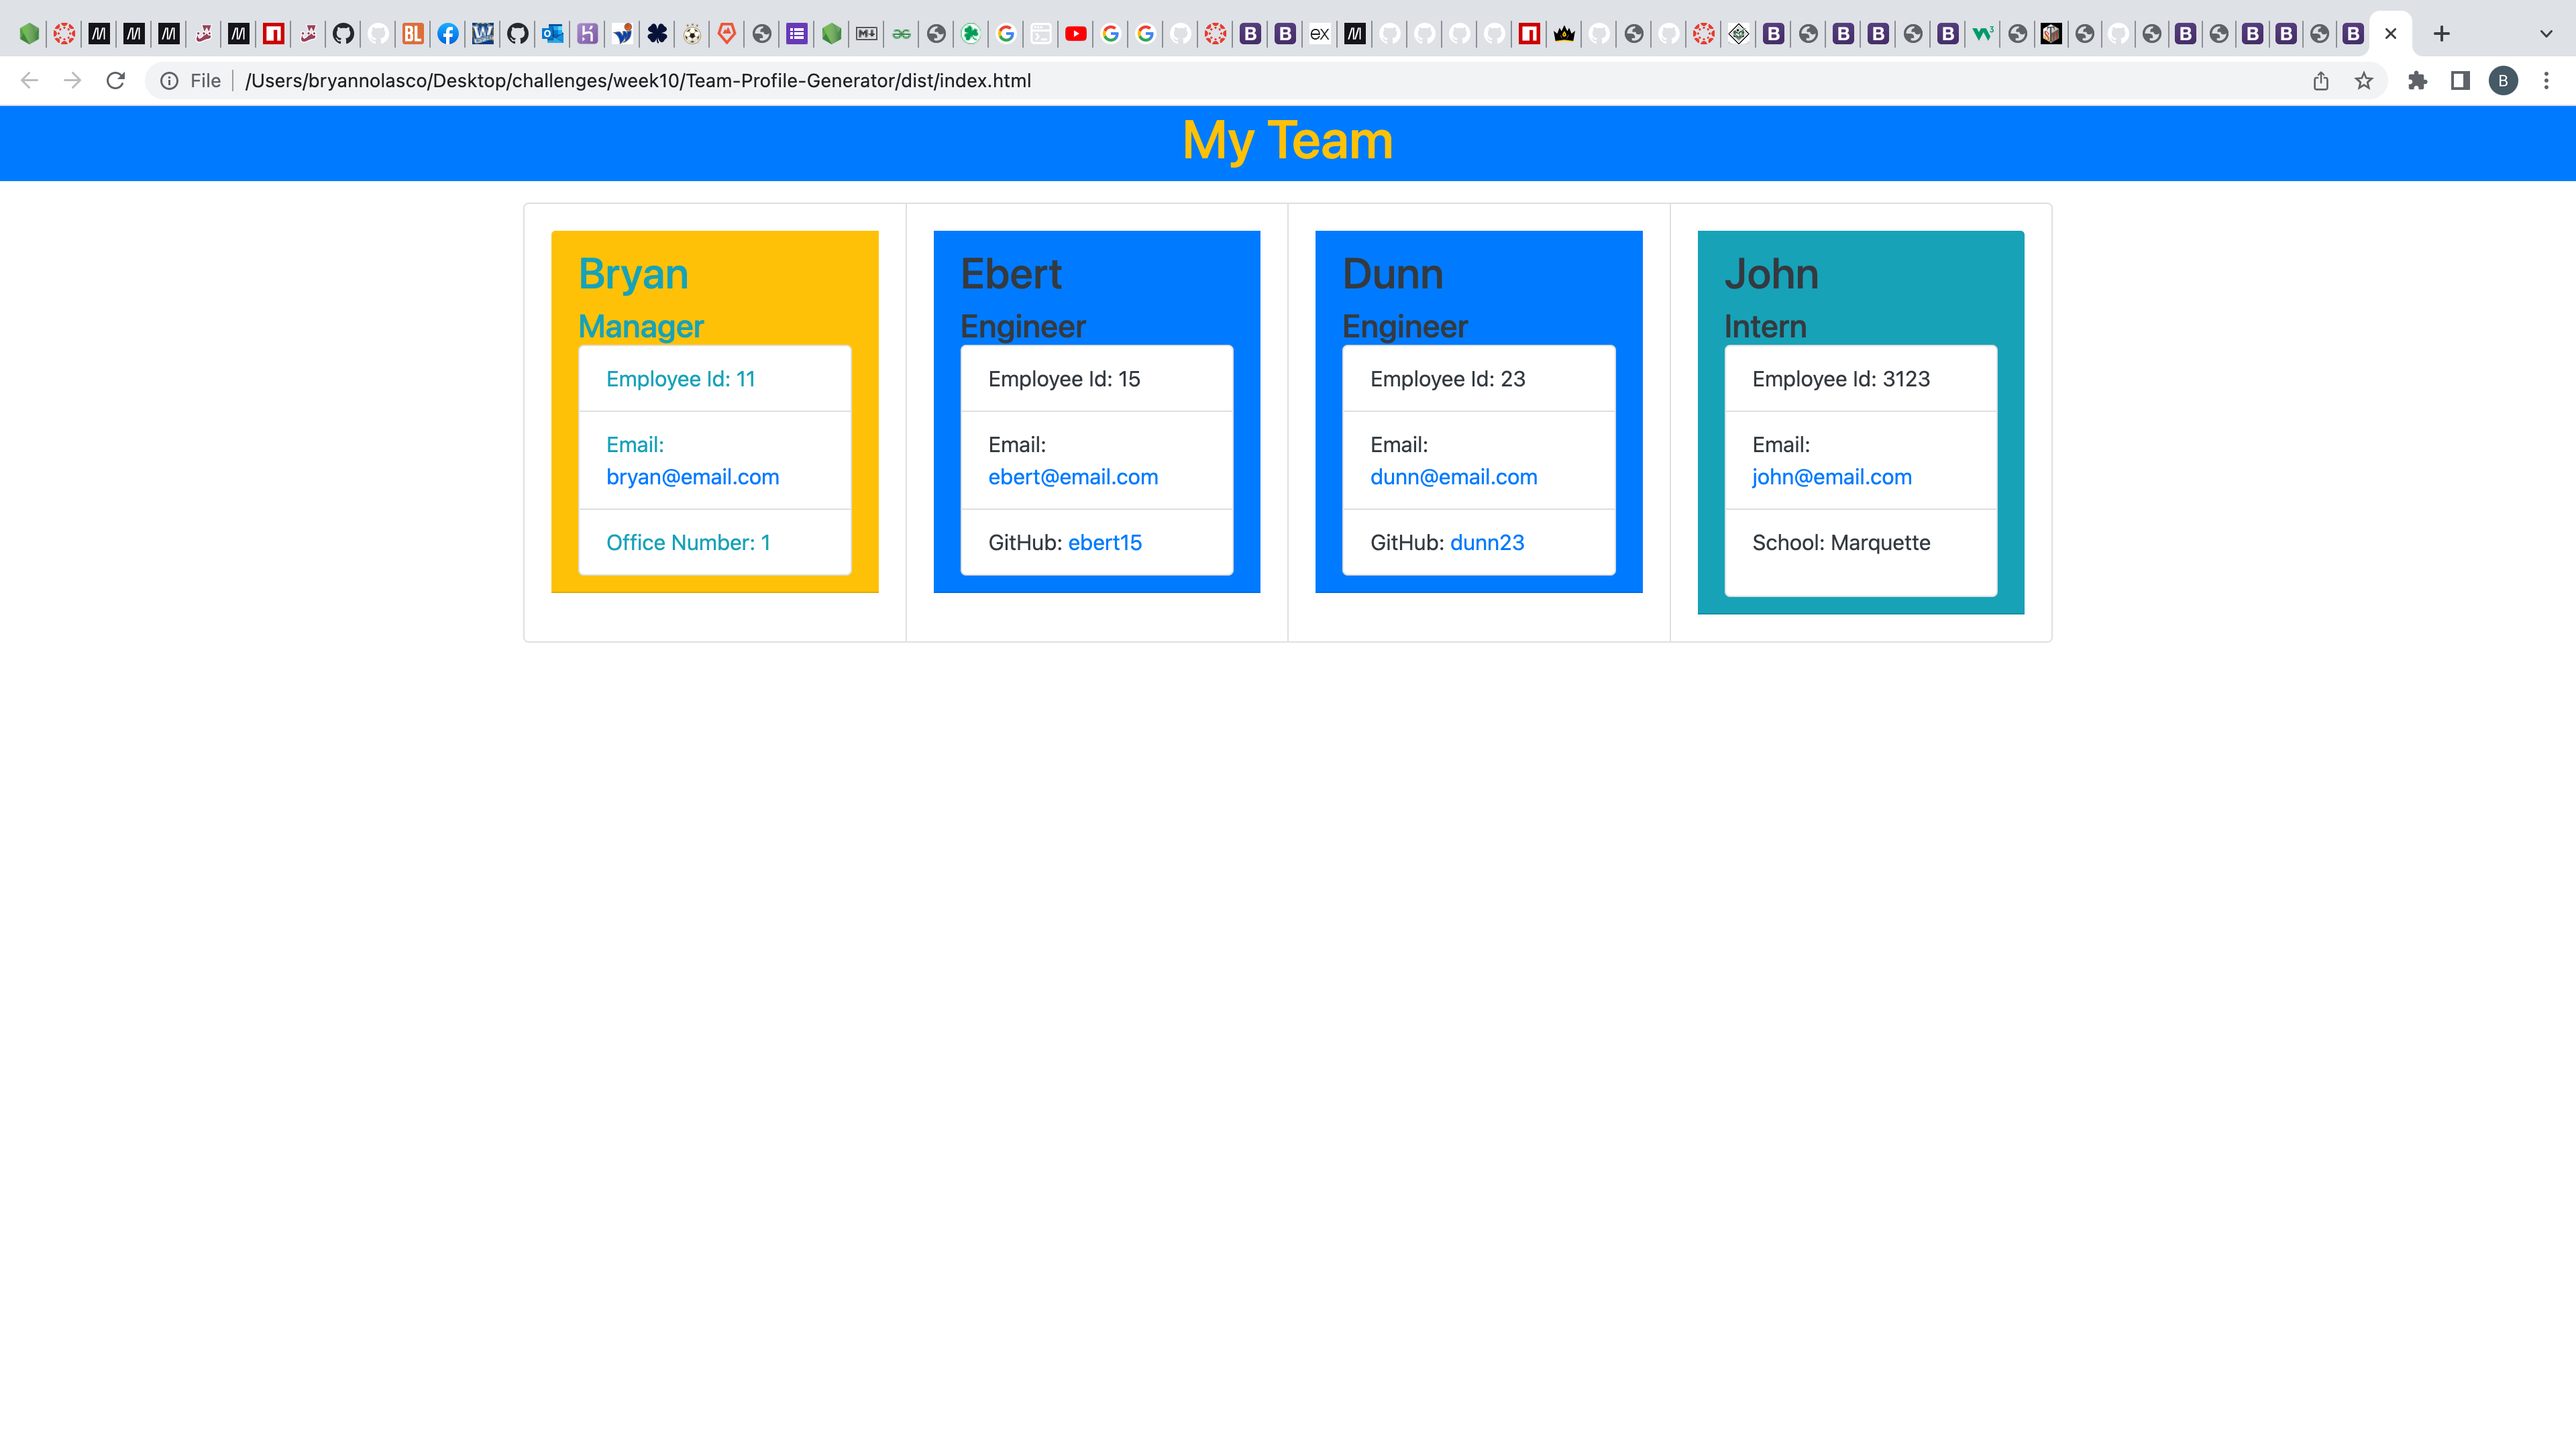 File
/Users/bryannolasco/Desktop/challenges/week10/Team-Profile-Generator/dist/index.html
B
My Team
Bryan
Manager
Employee Id: 11
Email:
bryan@email.com
Office Number: 1
Ebert
Engineer
Employee Id: 15
Email:
ebert@email.com
GitHub: ebert15
Dunn
Engineer
Employee Id: 23
Email:
dunn@email.com
GitHub: dunn23
John
Intern
Employee Id: 3123
Email:
john@email.com
School: Marquette